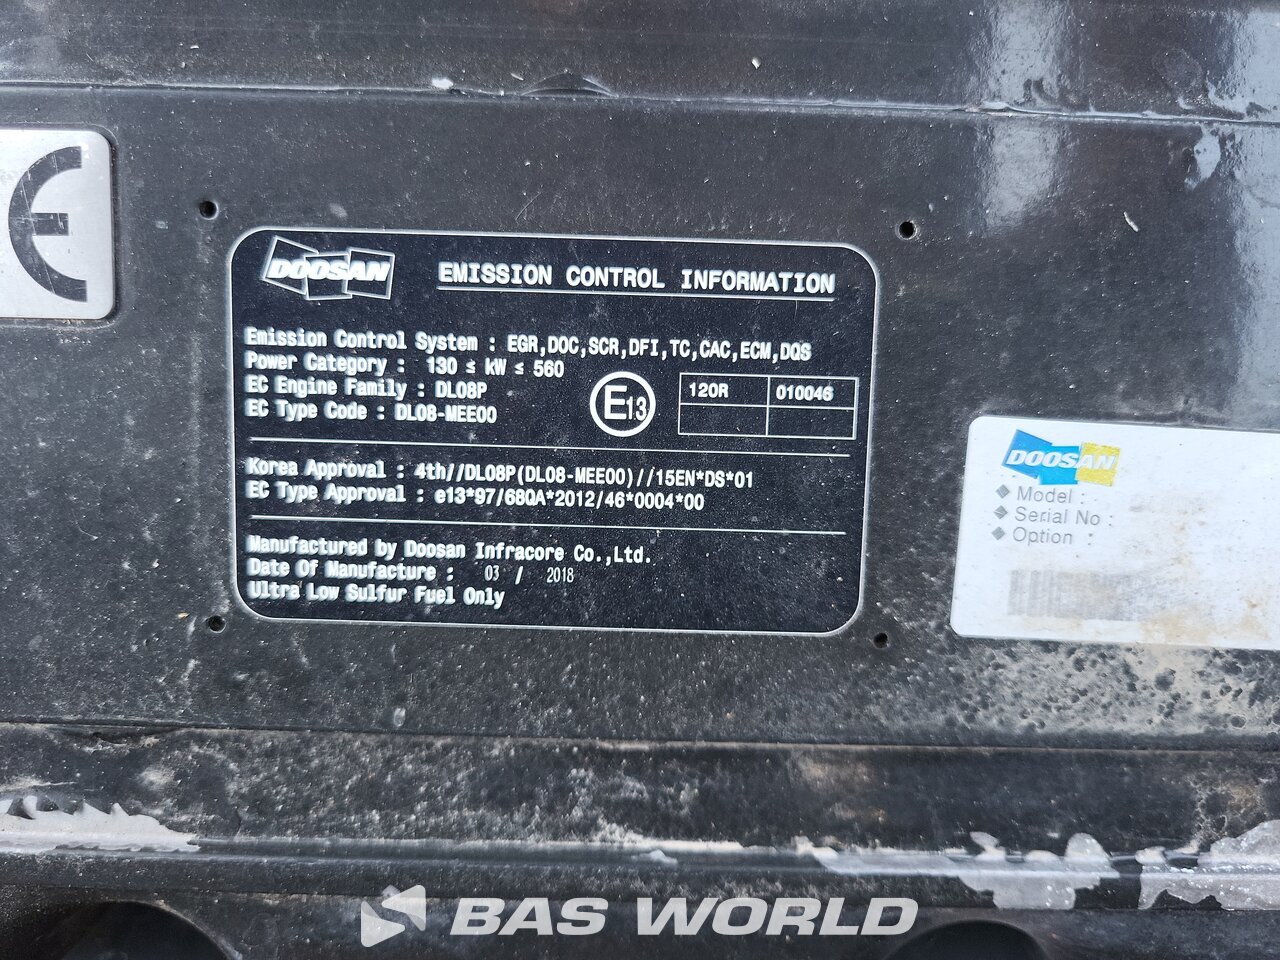 CE
DOOSAN EMISSION CONTROL INFORMATION
Emission Control System : EGR,DOC,SCR,DFI,TC,CAC,ECM,DQS
Power Category : 130 ≤ kW ≤ 560
EC Engine Family : DL08P
EC Type Code : DL08-MEE00
E13
120R 010046
Korea Approval : 4th//DL08P(DL08-MEE00)//15EN*DS*01
EC Type Approval : e13*97/68QA*2012/46*0004*00
Manufactured by Doosan Infracore Co.,Ltd.
Date Of Manufacture : 03 / 2018
Ultra Low Sulfur Fuel Only
DOOSAN
Model :
Serial No :
Option :
BAS WORLD